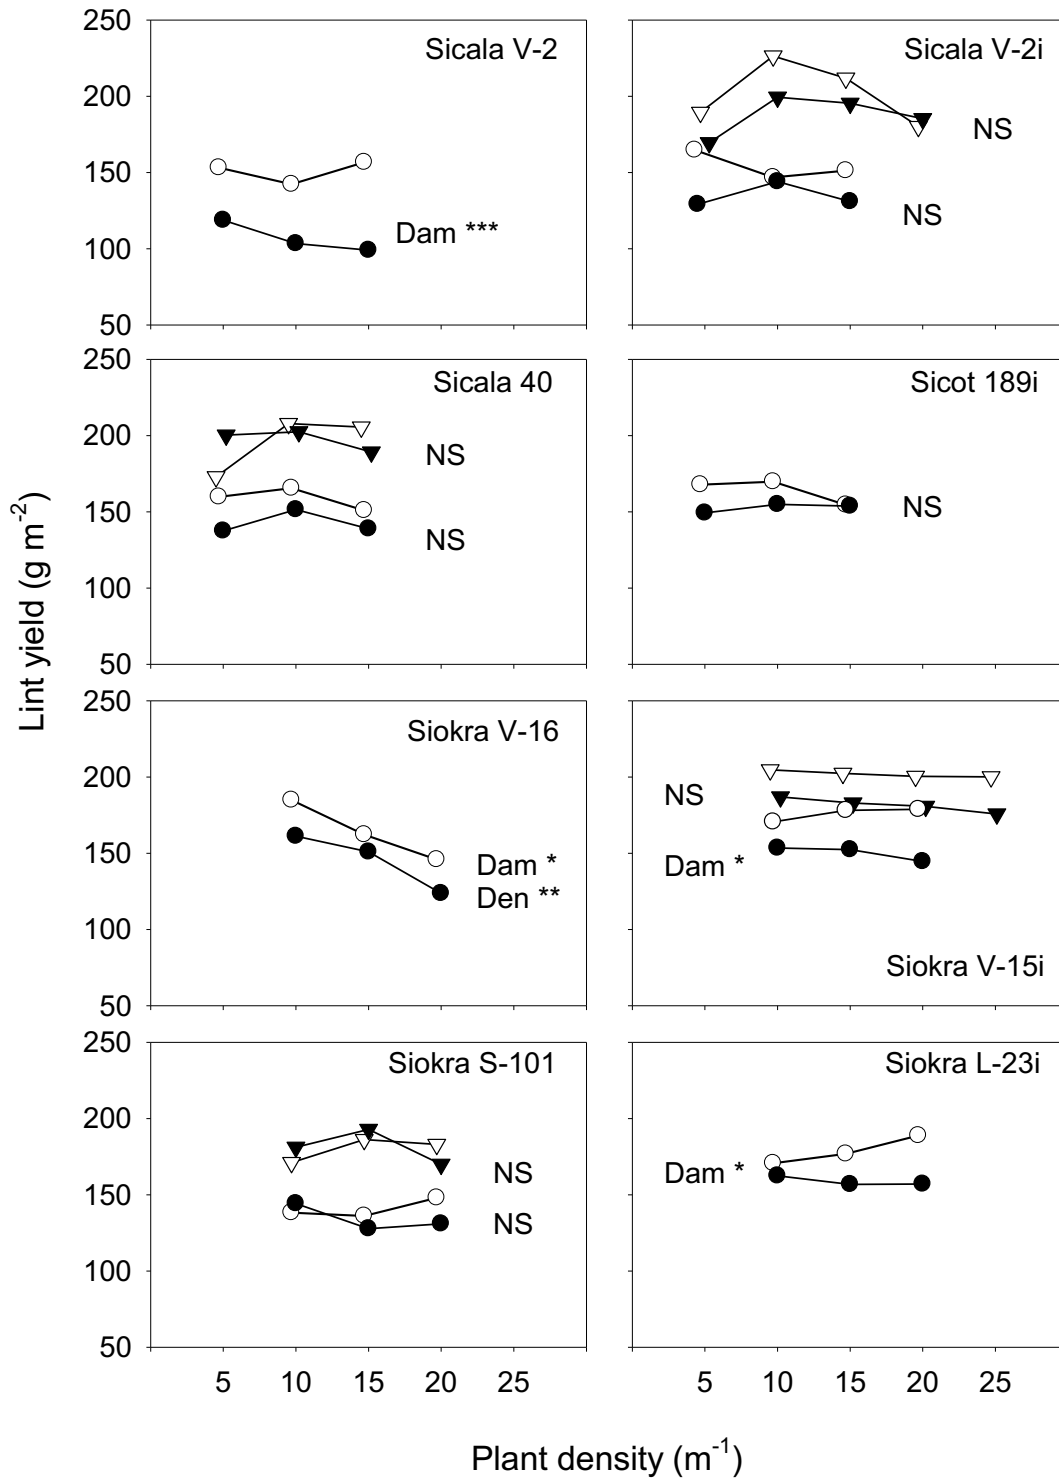 250
200
150
100
50
Sicala V-2
Dam ***
Sicala V-2i
NS
NS
250
200
150
100
50
Sicala 40
NS
NS
Sicot 189i
NS
Lint yield (g m-2)
250
200
150
100
50
Siokra V-16
Dam *
Den **
NS
Dam *
Siokra V-15i
250
200
150
100
50
Siokra S-101
NS
NS
Siokra L-23i
Dam *
5 10 15 20 25
5 10 15 20 25
Plant density (m-1)